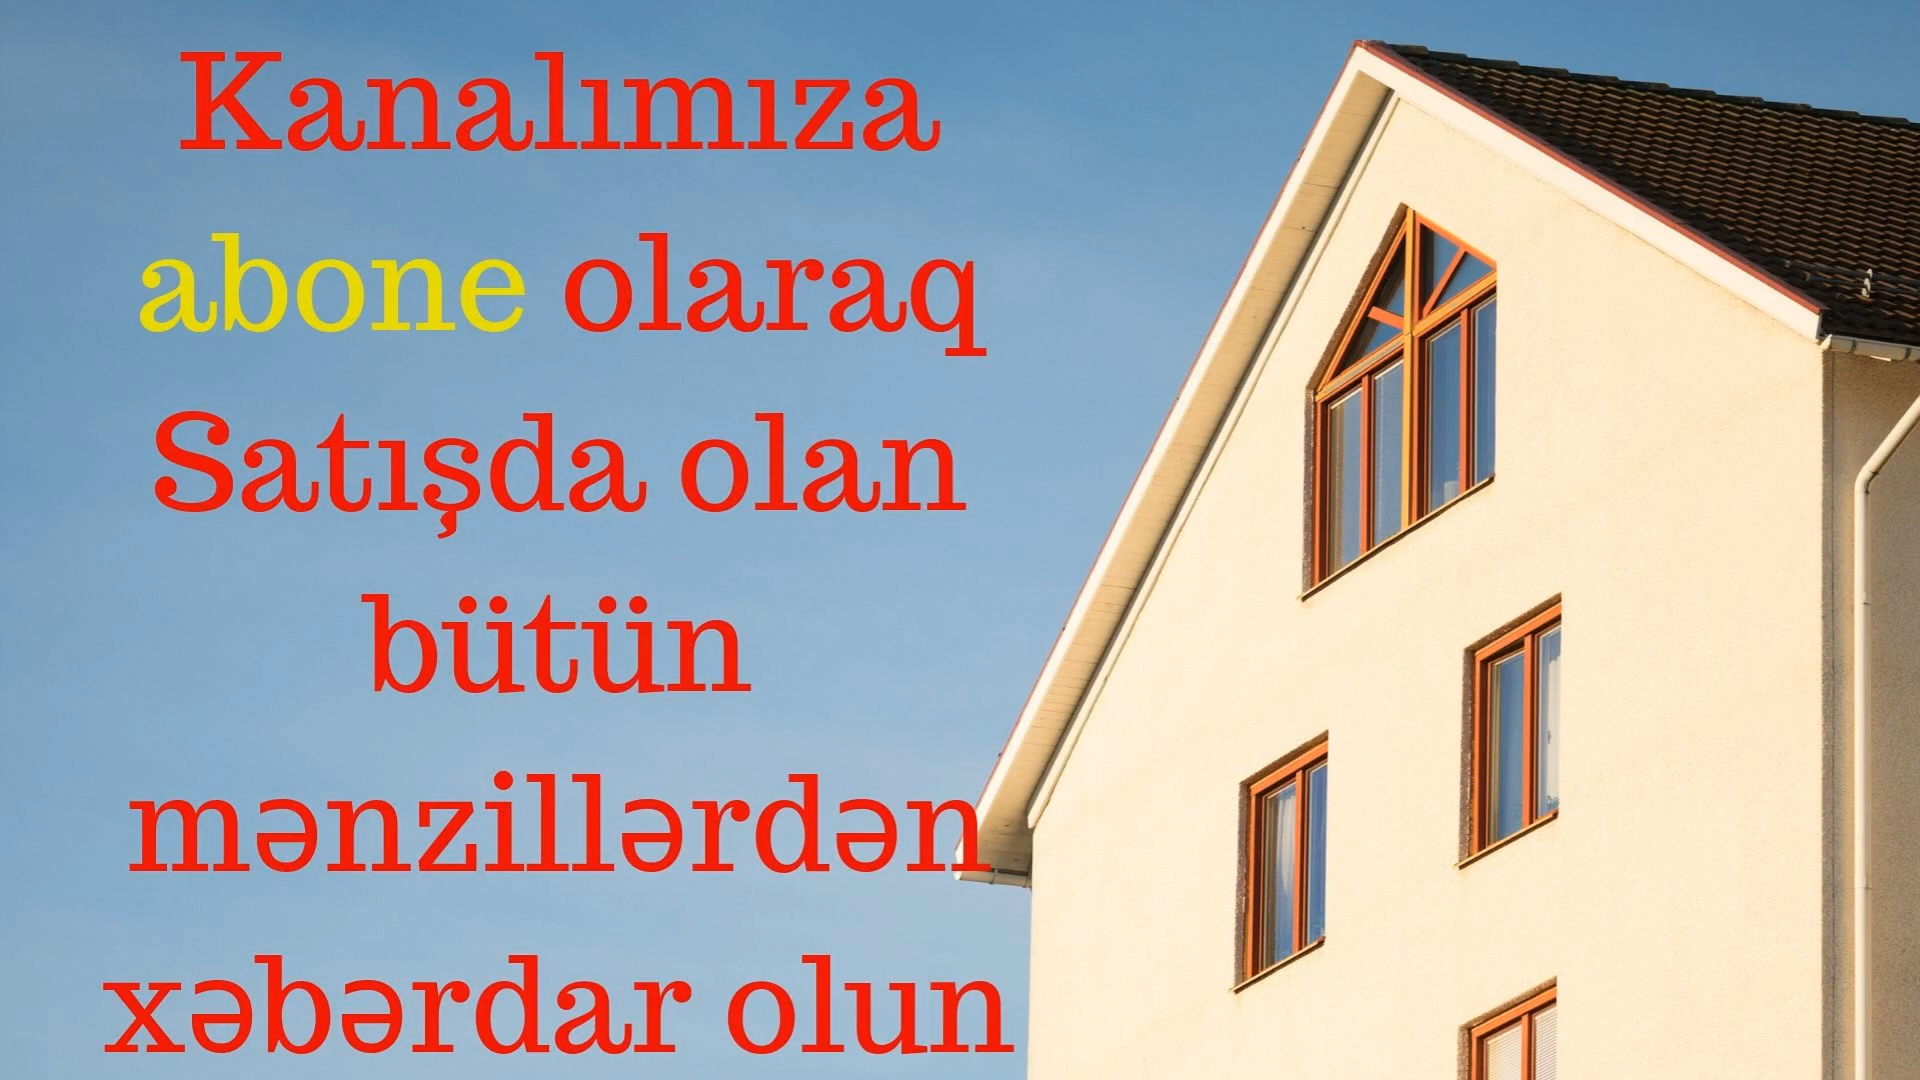 Kanalımıza
abone olaraq
Satışda olan
bütün
mənzillərdən
xəbərdar olun